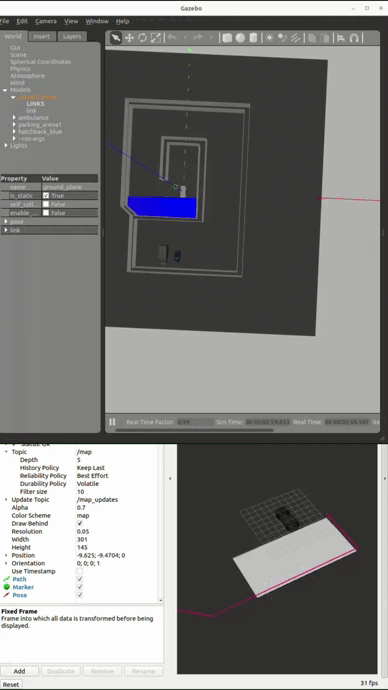 Gazebo
File Edit Camera View Window Help
World Insert Layers
GUI
Scene
Spherical Coordinates
Physics
Atmosphere
Wind
Models
LINKS
link
ambulance
parking_arena1
hatchback_blue
--ros-args
Lights
Property Value
name ground_plane
is_static True
self_coll... False
enable_... False
pose
link
Real Time Factor: 0.99 Sim Time: Real Time:
Status: Ok
Topic /map
Depth 5
History Policy Keep Last
Reliability Policy Best Effort
Durability Policy Volatile
Filter size 10
Update Topic /map_updates
Alpha 0.7
Color Scheme map
Draw Behind
Resolution 0.05
Width 301
Height 145
Position -9.625; -9.4704; 0
Orientation 0; 0; 0; 1
Use Timestamp
Path
Marker
Pose
Fixed Frame
Frame into which all data is transformed before being
displayed.
Add Duplicate Remove Rename
Reset
31 fps